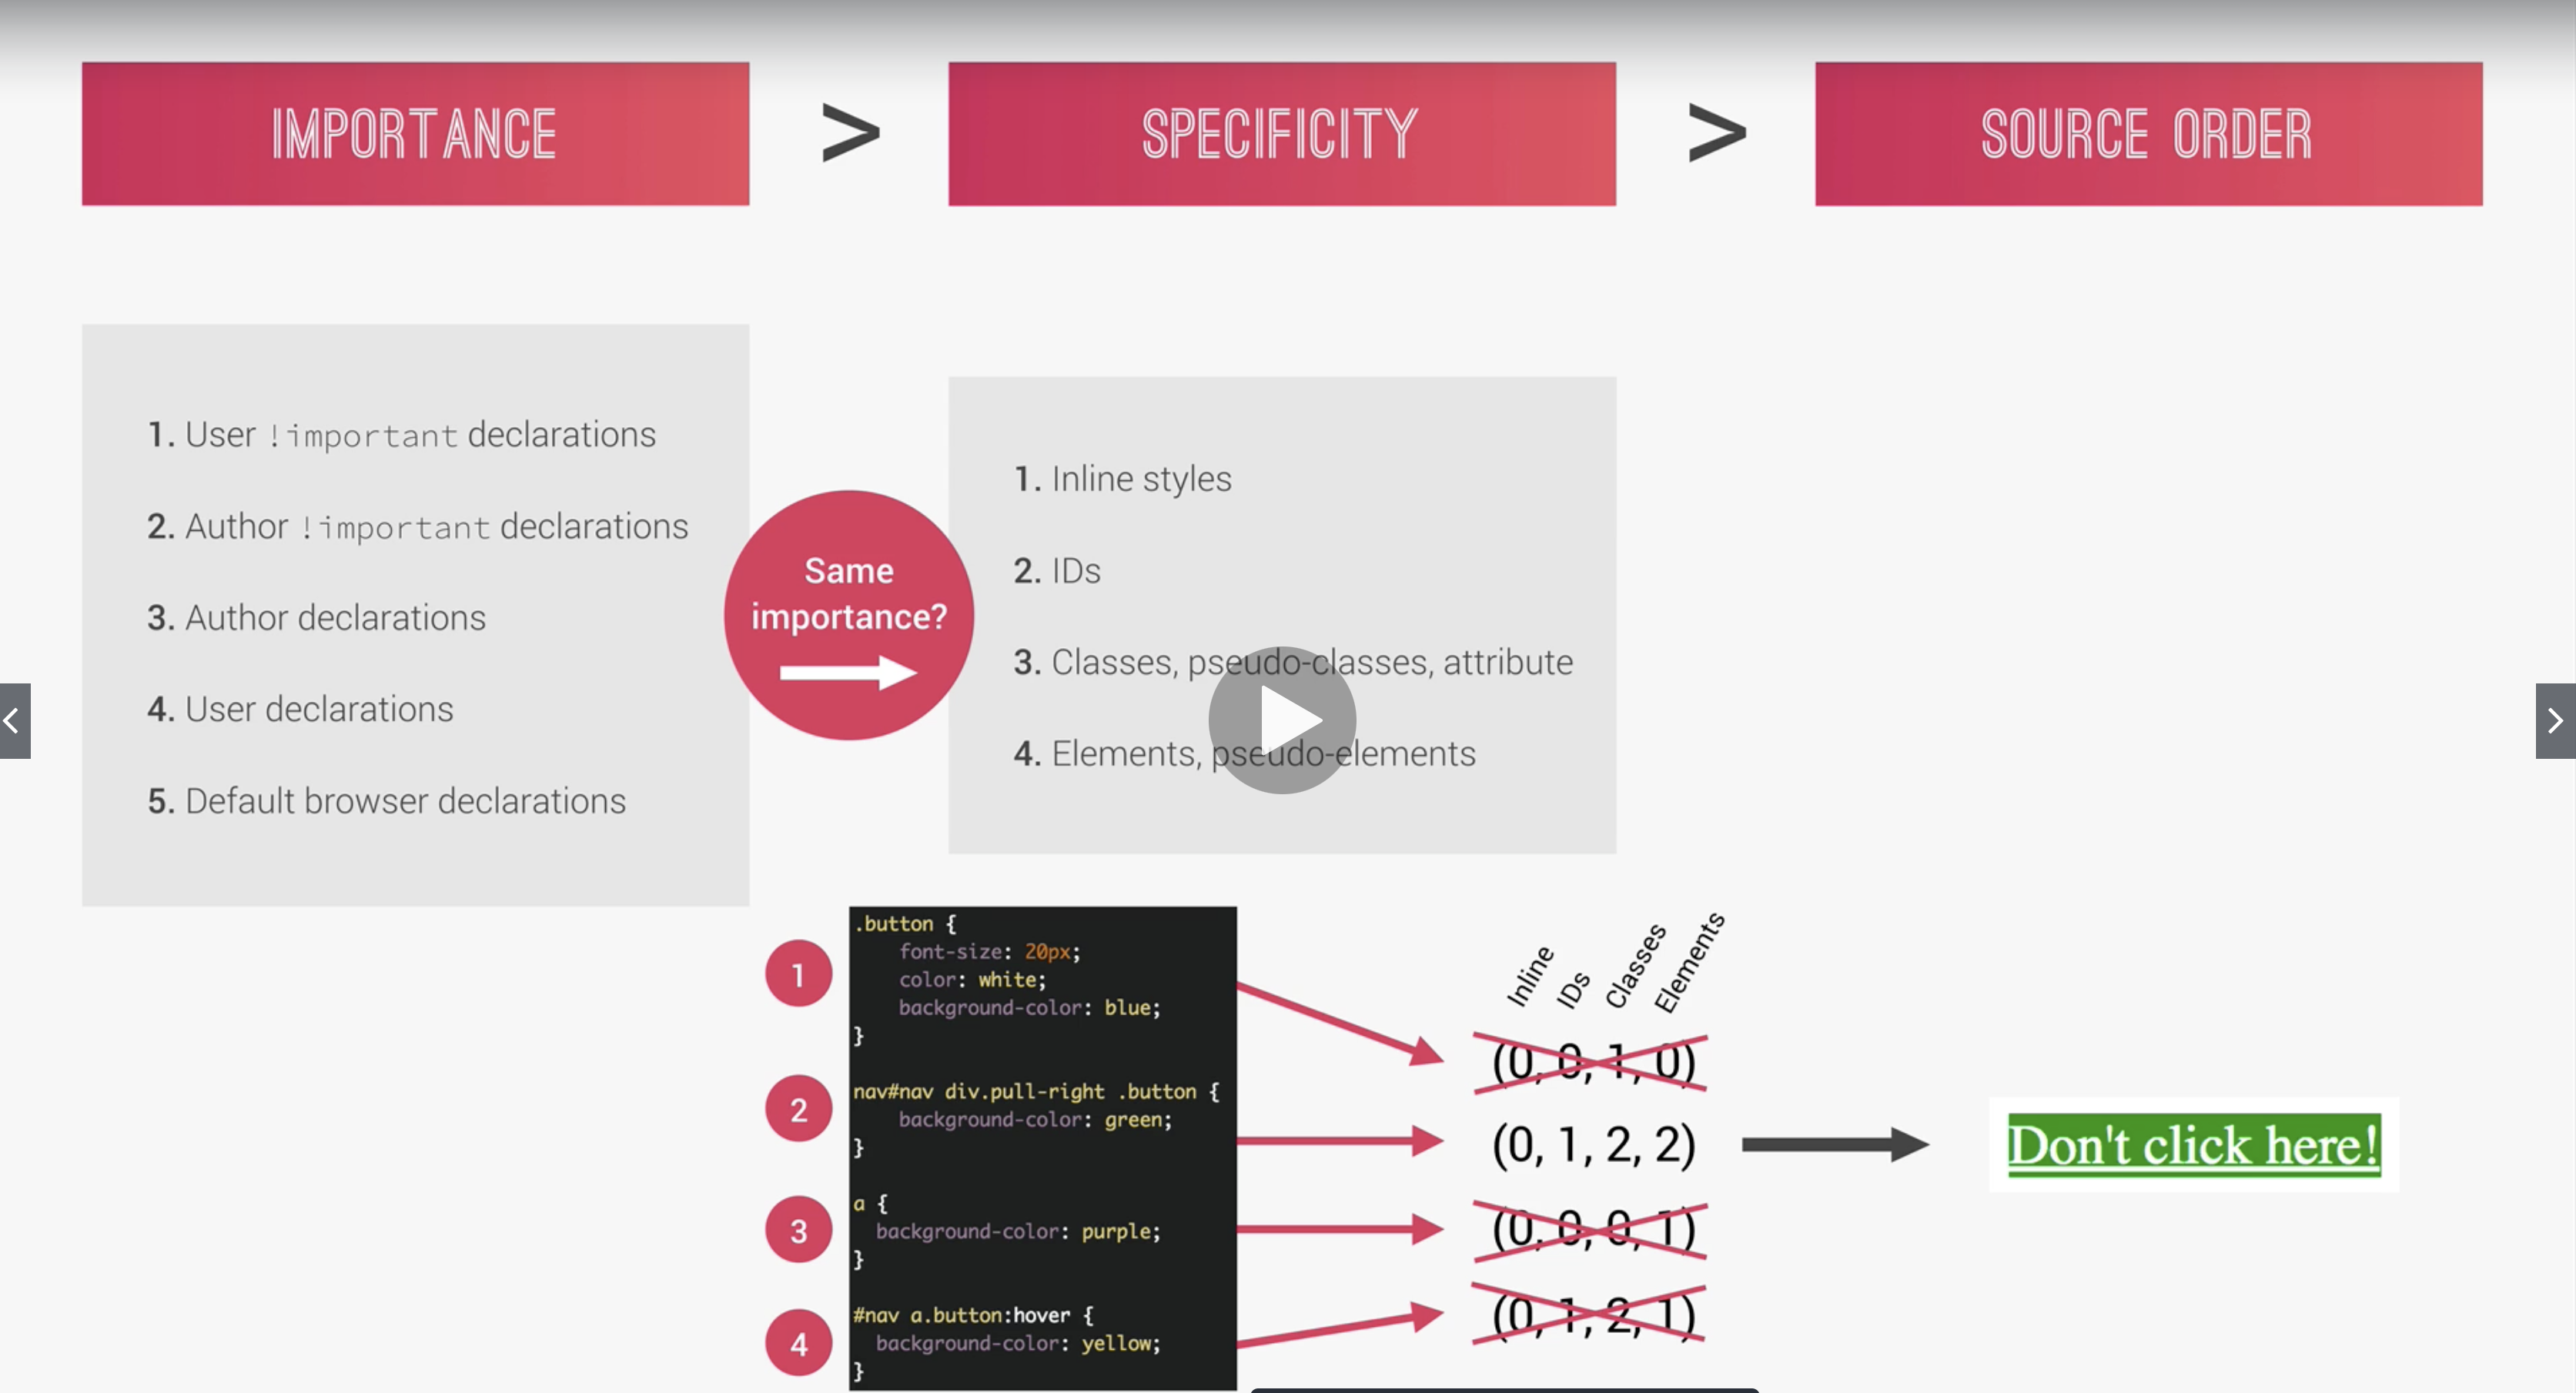 IMPORTANCE
>
SPECIFICITY
>
SOURCE ORDER
1. User !important declarations
2. Author !important declarations
3. Author declarations
4. User declarations
5. Default browser declarations
Same
importance?
1. Inline styles
2. IDs
3. Classes, pseudo-classes, attribute
4. Elements, pseudo-elements
1
.button {
font-size: 20px;
color: white;
background-color: blue;
}
2
nav#nav div.pull-right .button {
background-color: green;
}
3
a {
background-color: purple;
}
4
#nav a.button:hover {
background-color: yellow;
}
Inline
IDs
Classes
Elements
(0, 0, 1, 0)
(0, 1, 2, 2)
(0, 0, 0, 1)
(0, 1, 2, 1)
Don't click here!